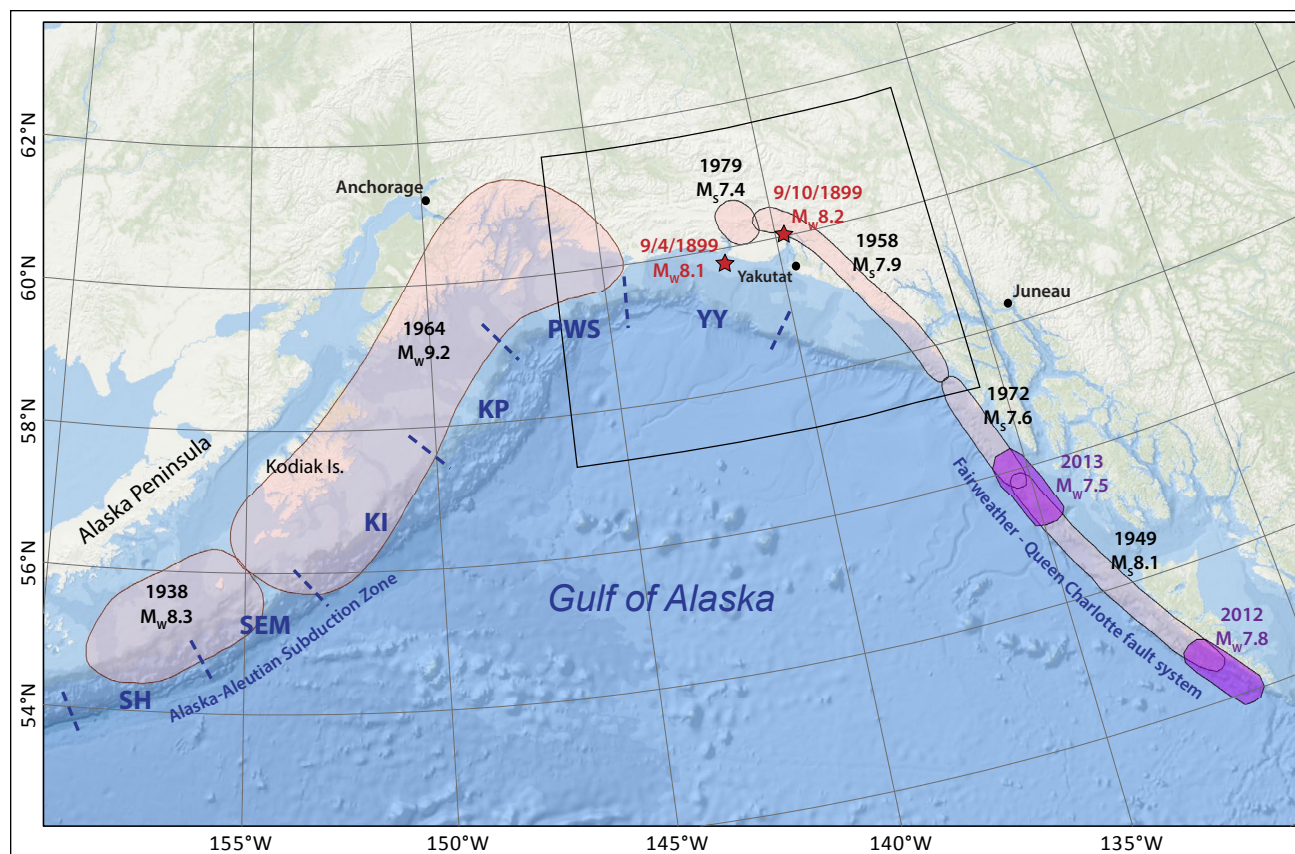 62°N
60°N
58°N
56°N
54°N
155°W
150°W
145°W
140°W
135°W
Anchorage
1979
MS7.4
9/10/1899
MW8.2
9/4/1899
MW8.1
Yakutat
1958
MS7.9
Juneau
1964
MW9.2
PWS
YY
KP
1972
MS7.6
Kodiak Is.
Alaska Peninsula
2013
MW7.5
KI
Fairweather - Queen Charlotte fault system
1949
MS8.1
1938
MW8.3
SEM
Gulf of Alaska
2012
MW7.8
SH
Alaska-Aleutian Subduction Zone